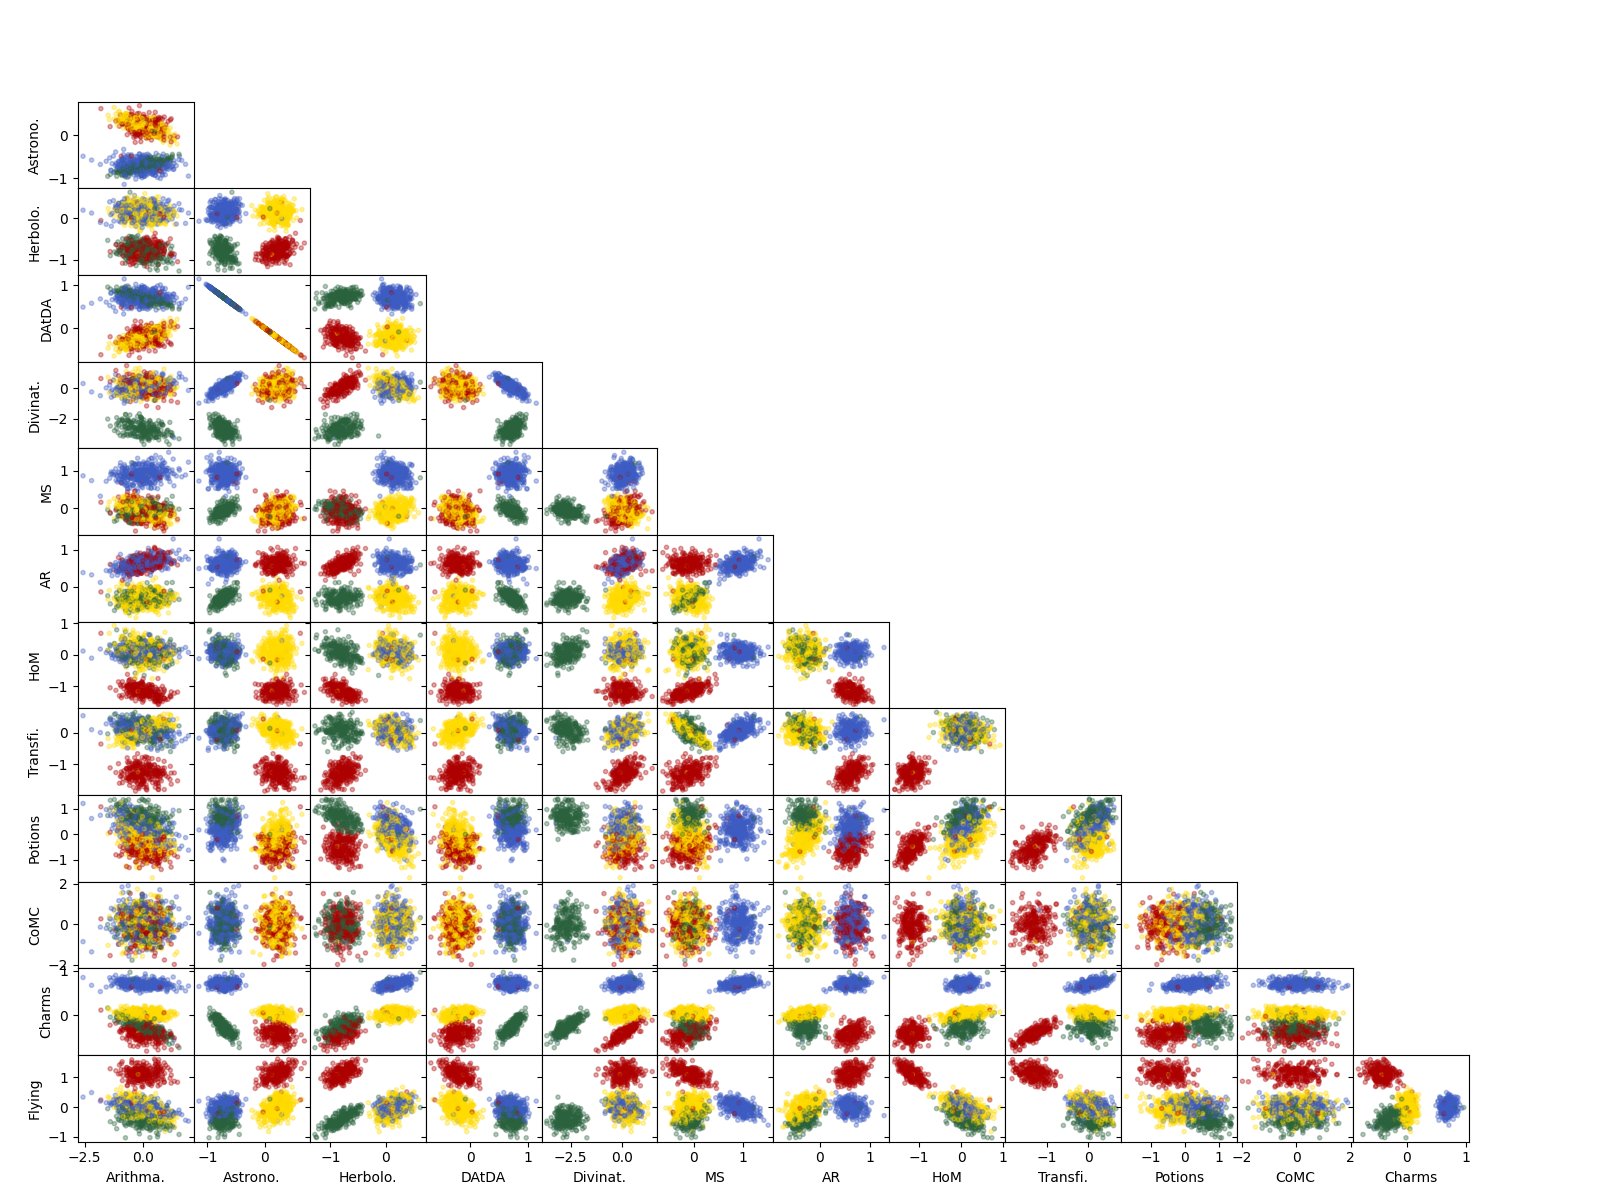 Astrono.
0
−1
Herbolo.
0
−1
DAtDA
1
0
Divinat.
0
−2
MS
1
0
AR
1
0
HoM
1
0
−1
Transfi.
0
−1
Potions
1
0
−1
CoMC
2
0
−2
Charms
1
0
Flying
1
0
−1
−2.5 0.0 −1 0 −1 0 0 1 −2.5 0.0 0 1 0 1 −1 0 1 −1 0 −1 0 1 −2 0 2 0 1
Arithma. Astrono. Herbolo. DAtDA Divinat. MS AR HoM Transfi. Potions CoMC Charms